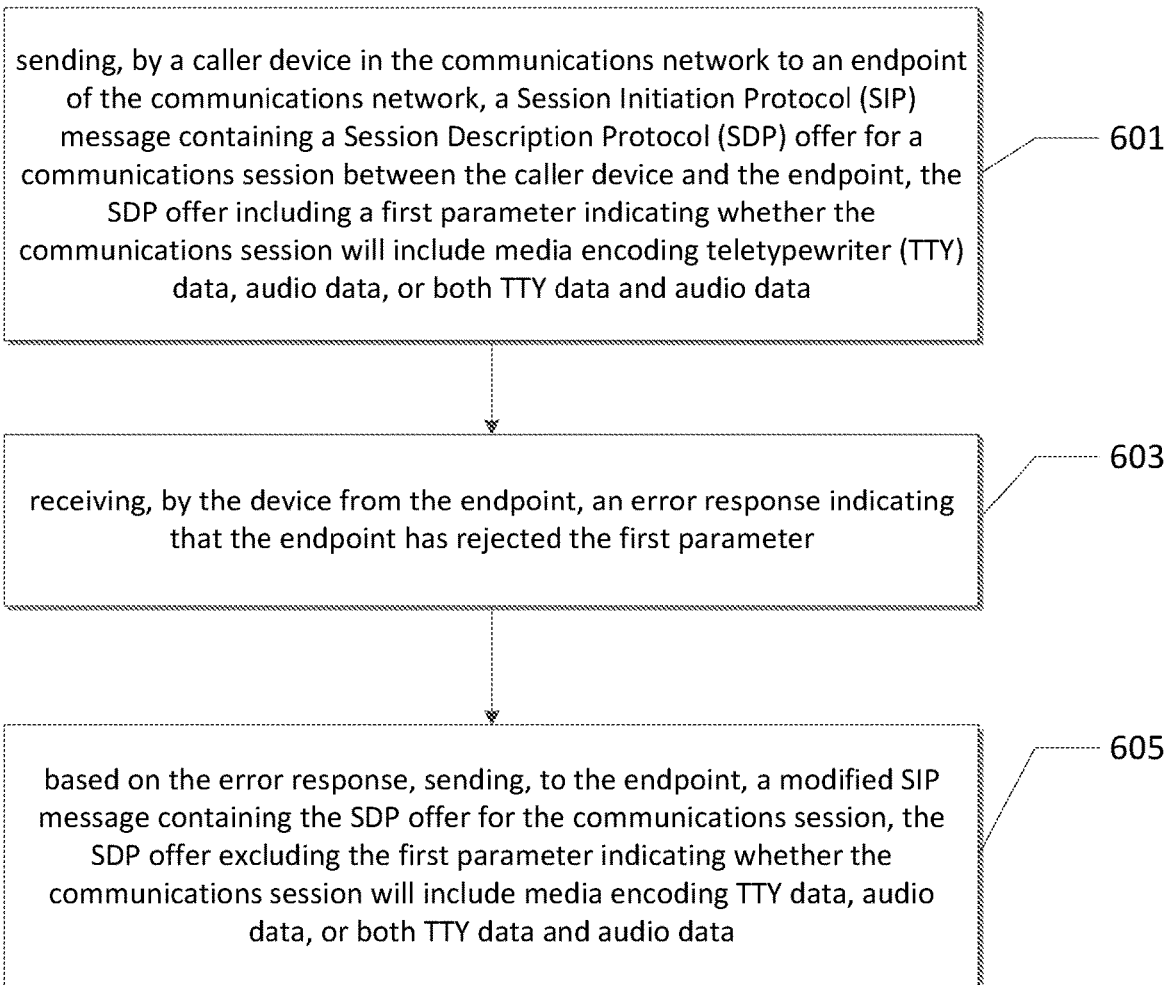 sending, by a caller device in the communications network to an endpoint
of the communications network, a Session Initiation Protocol (SIP)
message containing a Session Description Protocol (SDP) offer for a
communications session between the caller device and the endpoint, the
SDP offer including a first parameter indicating whether the
communications session will include media encoding teletypewriter (TTY)
data, audio data, or both TTY data and audio data
601
receiving, by the device from the endpoint, an error response indicating
that the endpoint has rejected the first parameter
603
based on the error response, sending, to the endpoint, a modified SIP
message containing the SDP offer for the communications session, the
SDP offer excluding the first parameter indicating whether the
communications session will include media encoding TTY data, audio
data, or both TTY data and audio data
605